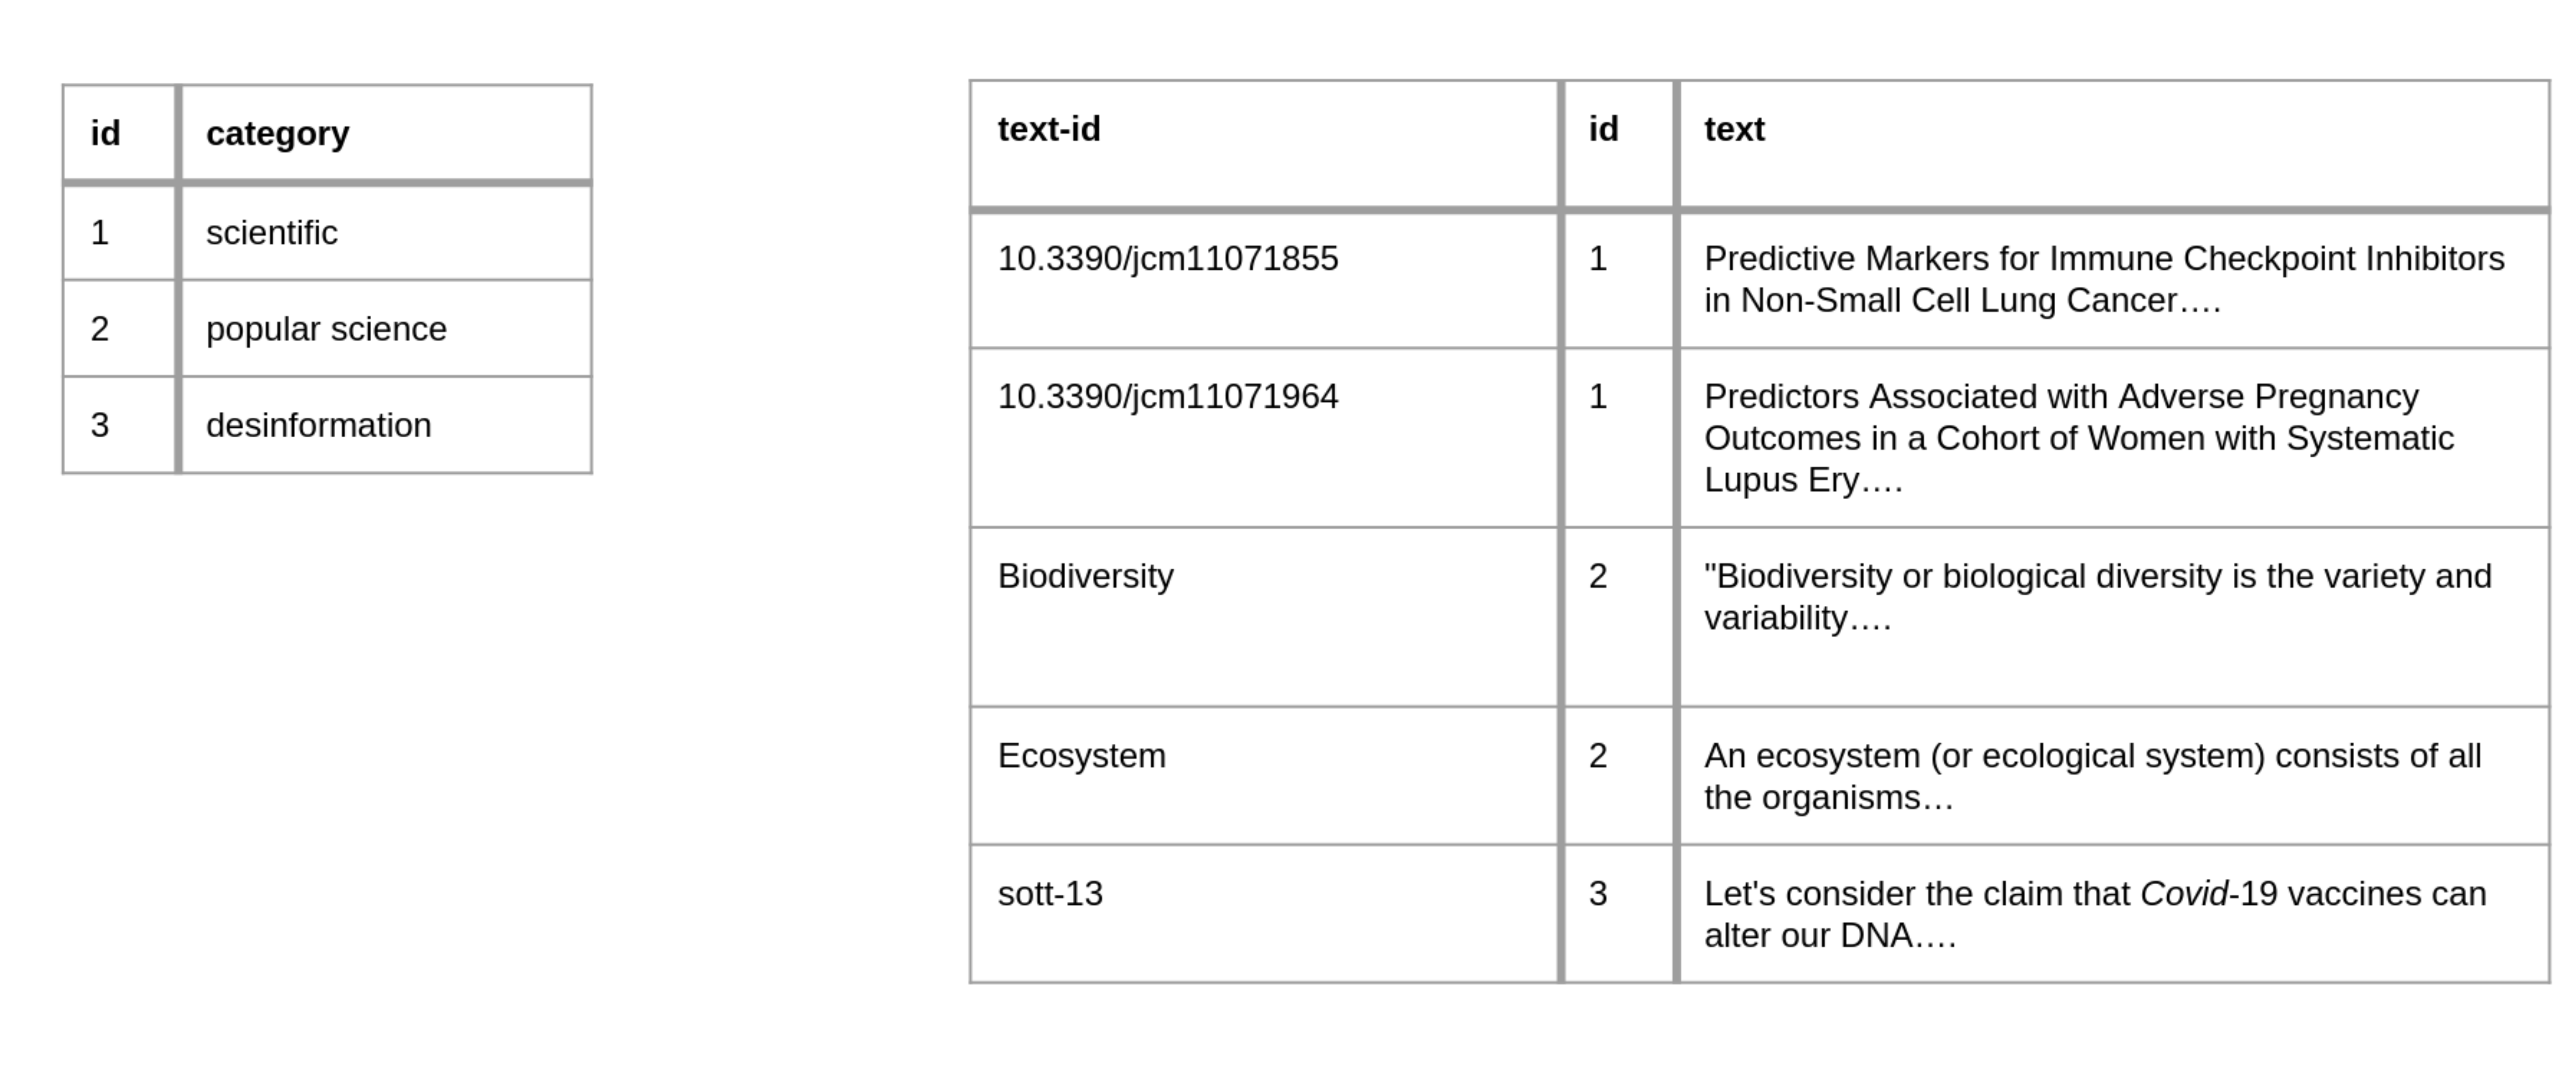 id category
1 scientific
2 popular science
3 desinformation
text-id id text
10.3390/jcm11071855 1 Predictive Markers for Immune Checkpoint Inhibitors
in Non-Small Cell Lung Cancer….
10.3390/jcm11071964 1 Predictors Associated with Adverse Pregnancy
Outcomes in a Cohort of Women with Systematic
Lupus Ery….
Biodiversity 2 "Biodiversity or biological diversity is the variety and
variability….
Ecosystem 2 An ecosystem (or ecological system) consists of all
the organisms…
sott-13 3 Let's consider the claim that Covid-19 vaccines can
alter our DNA….